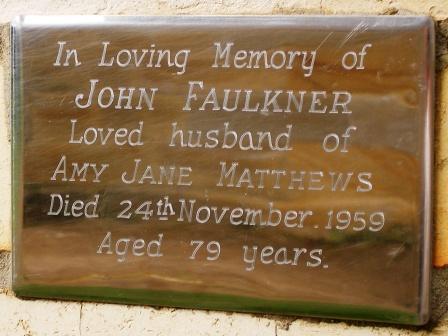 In Loving Memory of
JOHN FAULKNER
Loved husband of
AMY JANE MATTHEWS
Died 24th November. 1959
Aged 79 years.